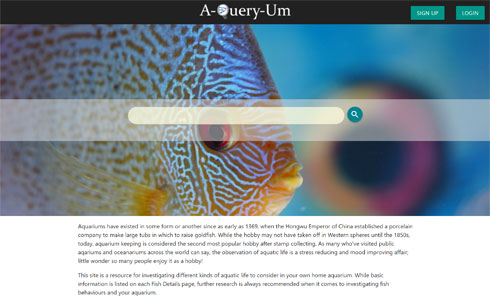 A-Query-Um
SIGN UP
LOGIN
Aquariums have existed in some form or another since as early as 1369, when the Hongwu Emperor of China established a porcelain
company to make large tubs in which to raise goldfish. While the hobby may not have taken off in Western spheres until the 1850s,
today, aquarium keeping is considered the second most popular hobby after stamp collecting. As many who've visited public
aquariums and oceanariums across the world can say, the observation of aquatic life is a stress reducing and mood improving affair;
little wonder so many people enjoy it as a hobby!
This site is a resource for investigating different kinds of aquatic life to consider in your own home aquarium. While basic
information is listed on each Fish Details page, further research is always recommended when it comes to investigating fish
behaviours and your aquarium.